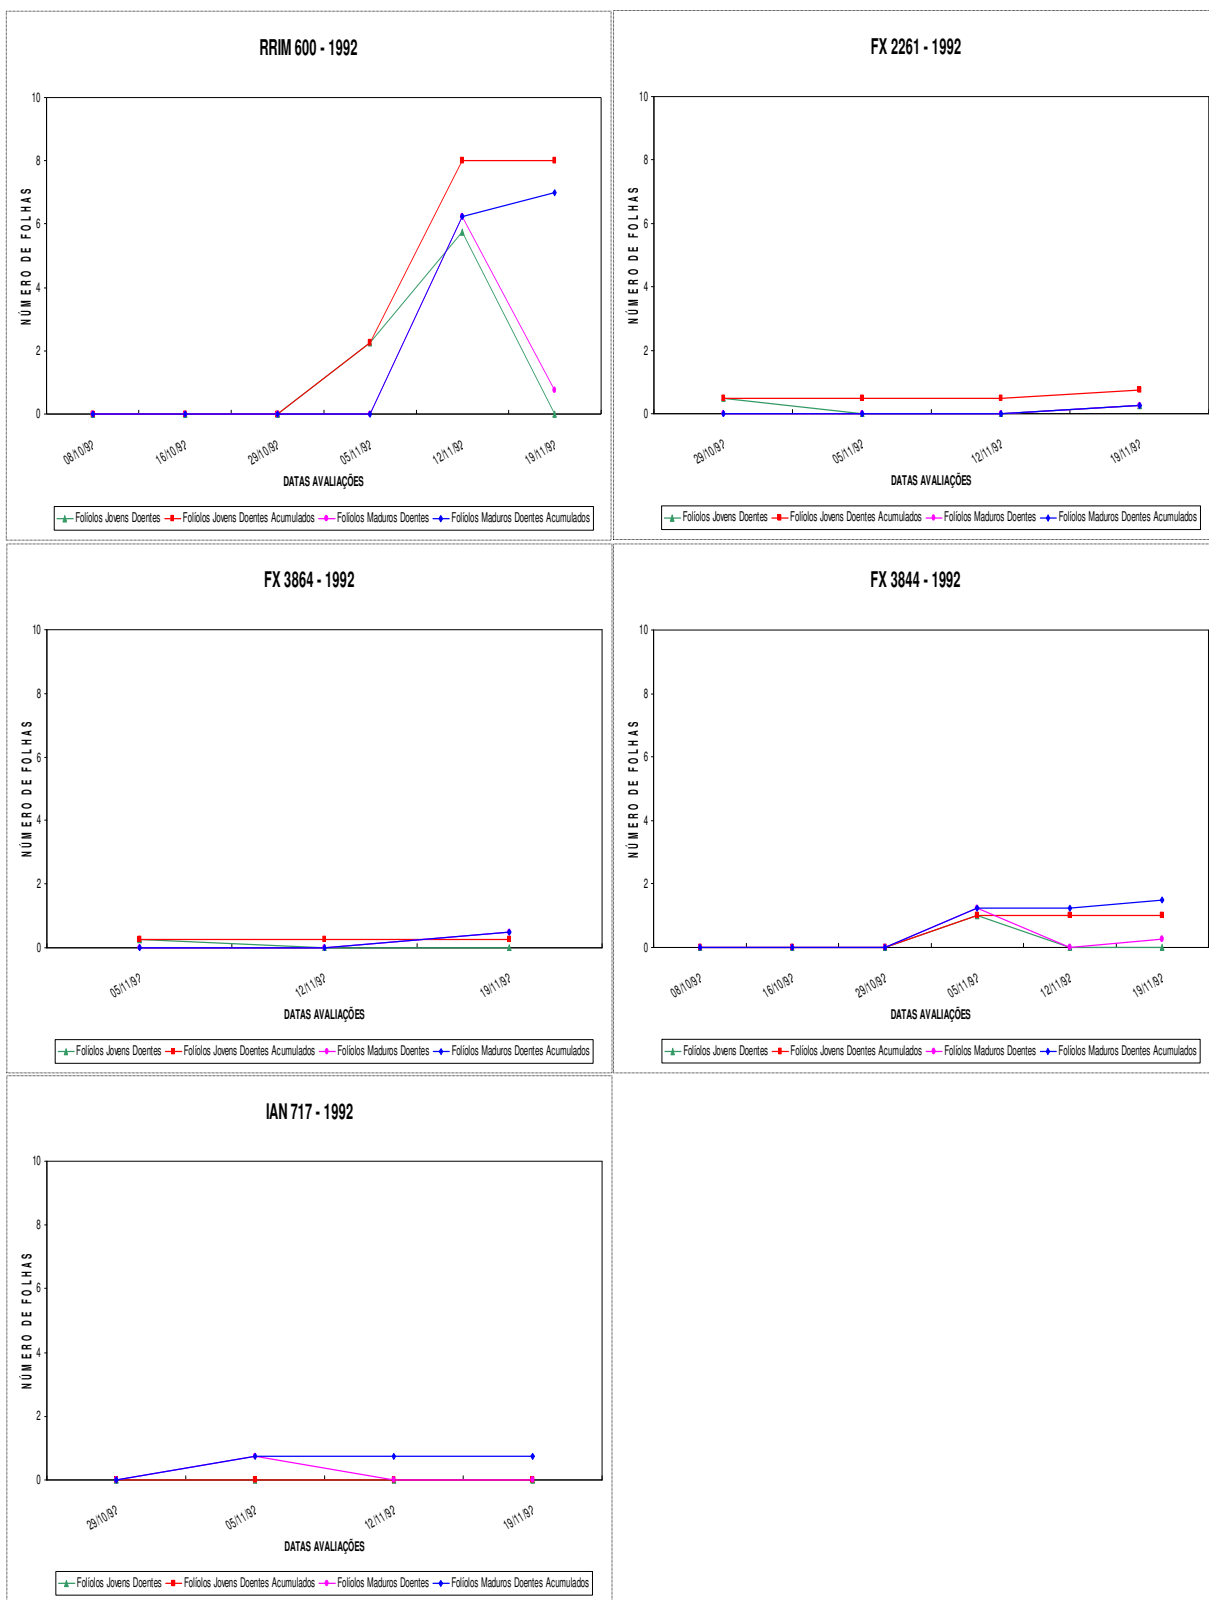 RRIM 600 - 1992
NÚMERO DE FOLHAS
10
8
6
4
2
0
08/10/92
16/10/92
29/10/92
05/11/92
12/11/92
19/11/92
DATAS AVALIAÇÕES
Folíolos Jovens Doentes Folíolos Jovens Doentes Acumulados Folíolos Maduros Doentes Folíolos Maduros Doentes Acumulados
FX 2261 - 1992
NÚMERO DE FOLHAS
10
8
6
4
2
0
29/10/92
05/11/92
12/11/92
19/11/92
DATAS AVALIAÇÕES
Folíolos Jovens Doentes Folíolos Jovens Doentes Acumulados Folíolos Maduros Doentes Folíolos Maduros Doentes Acumulados
FX 3864 - 1992
NÚMERO DE FOLHAS
10
8
6
4
2
0
05/11/92
12/11/92
19/11/92
DATAS AVALIAÇÕES
Folíolos Jovens Doentes Folíolos Jovens Doentes Acumulados Folíolos Maduros Doentes Folíolos Maduros Doentes Acumulados
FX 3844 - 1992
NÚMERO DE FOLHAS
10
8
6
4
2
0
08/10/92
16/10/92
29/10/92
05/11/92
12/11/92
19/11/92
DATAS AVALIAÇÕES
Folíolos Jovens Doentes Folíolos Jovens Doentes Acumulados Folíolos Maduros Doentes Folíolos Maduros Doentes Acumulados
IAN 717 - 1992
NÚMERO DE FOLHAS
10
8
6
4
2
0
29/10/92
05/11/92
12/11/92
19/11/92
DATAS AVALIAÇÕES
Folíolos Jovens Doentes Folíolos Jovens Doentes Acumulados Folíolos Maduros Doentes Folíolos Maduros Doentes Acumulados